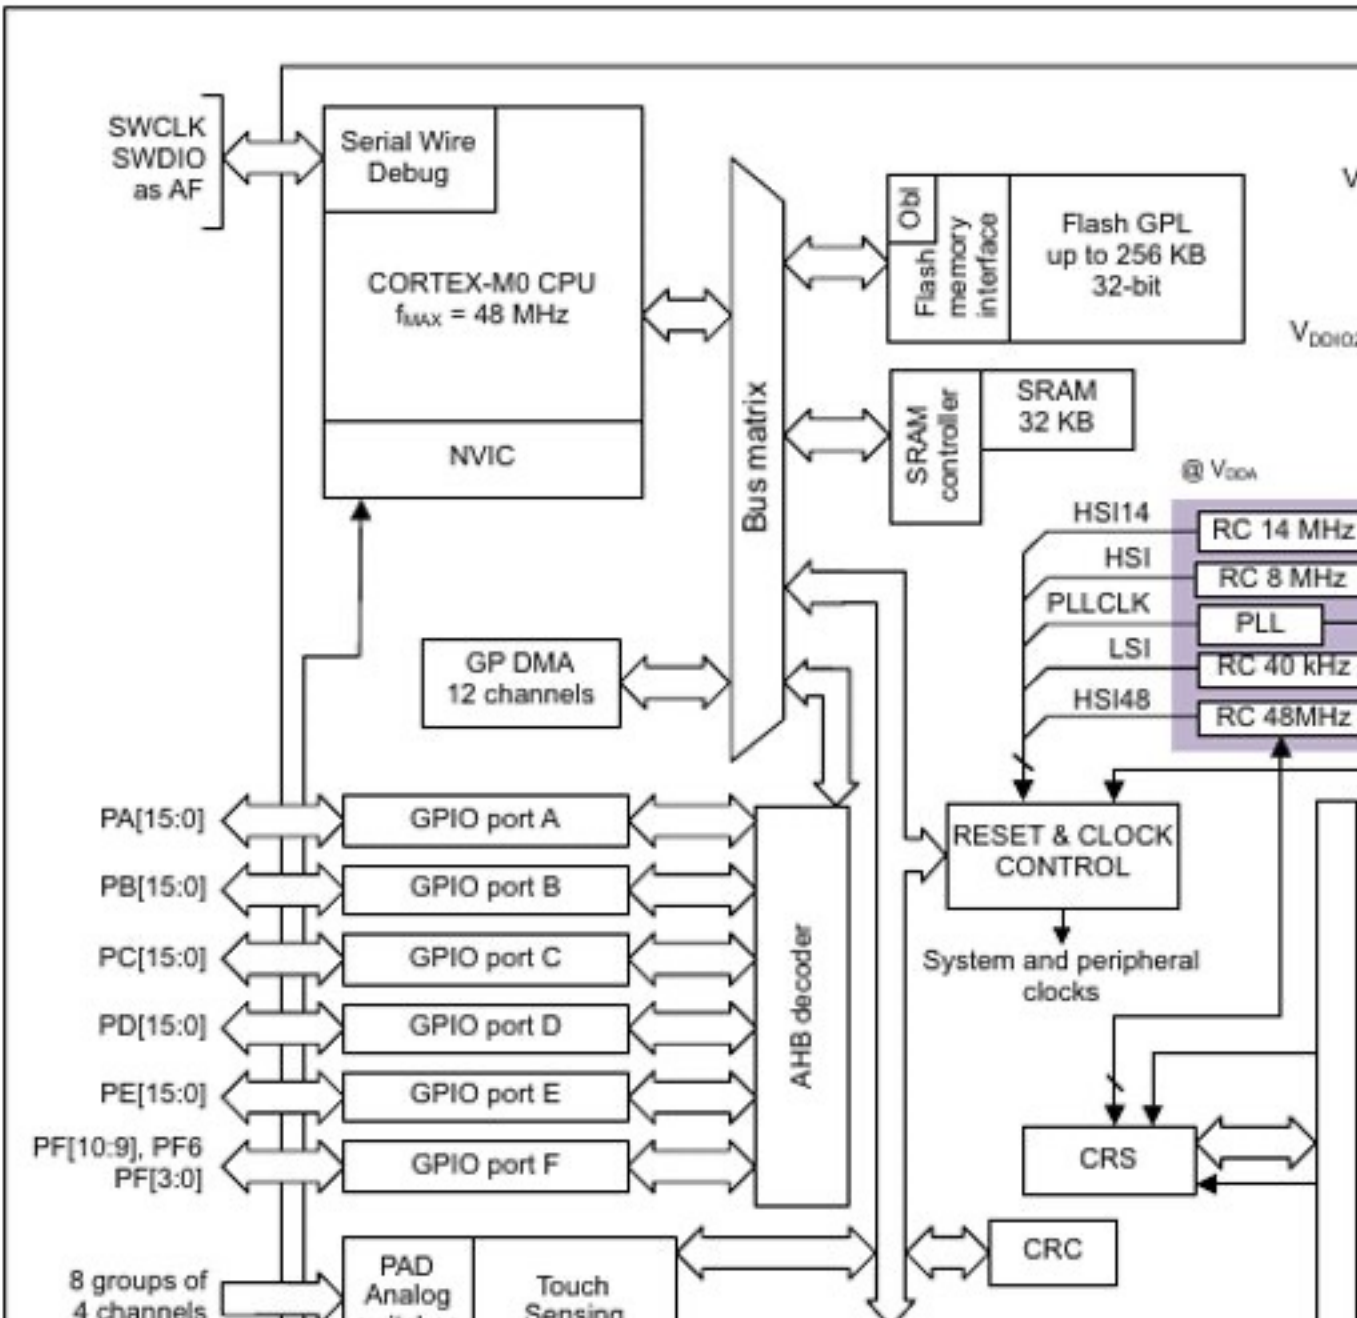 SWCLK
SWDIO
as AF
Serial Wire
Debug
CORTEX-M0 CPU
fMAX = 48 MHz
NVIC
Bus matrix
Obl
Flash
memory
interface
Flash GPL
up to 256 KB
32-bit
V
VDDIO2
SRAM
controller
SRAM
32 KB
@ VDDA
HSI14
RC 14 MHz
HSI
RC 8 MHz
PLLCLK
PLL
LSI
RC 40 kHz
HSI48
RC 48MHz
GP DMA
12 channels
PA[15:0]
GPIO port A
PB[15:0]
GPIO port B
PC[15:0]
GPIO port C
PD[15:0]
GPIO port D
PE[15:0]
GPIO port E
PF[10:9], PF6
PF[3:0]
GPIO port F
AHB decoder
RESET & CLOCK
CONTROL
System and peripheral
clocks
CRS
CRC
8 groups of
4 channels
PAD
Analog
Touch
Sensing